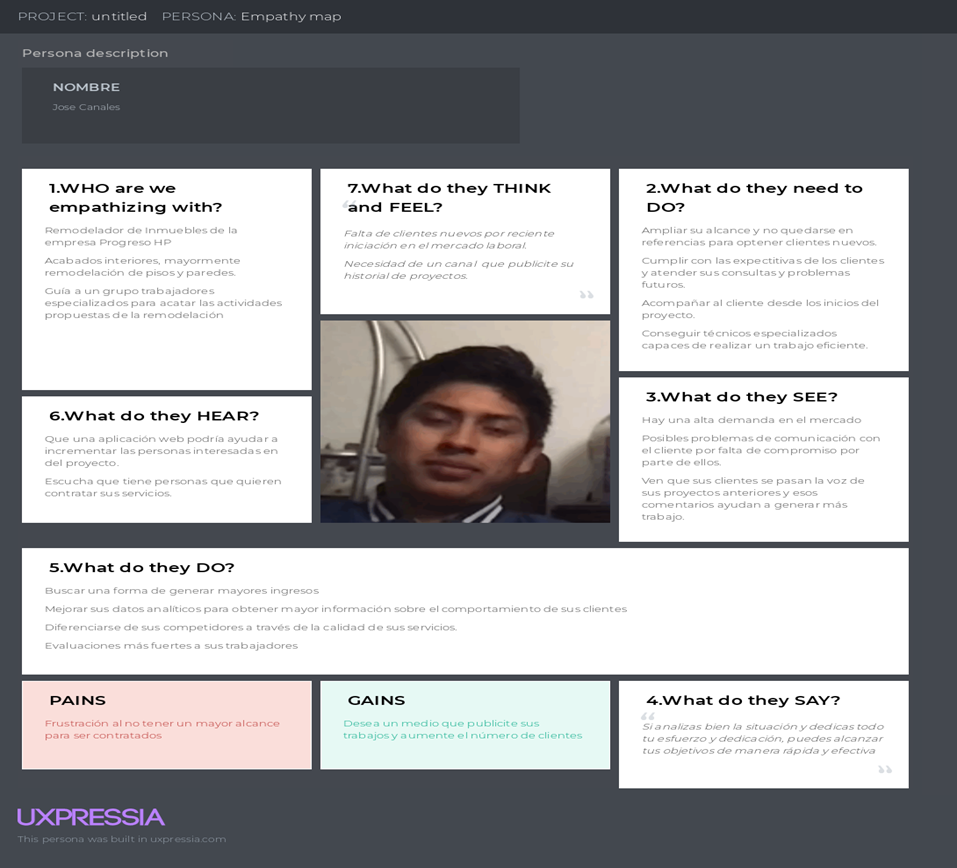 PROJECT: untitled PERSONA: Empathy map
Persona description
NOMBRE
Jose Canales
1.WHO are we
empathizing with?
Remodelador de Inmuebles de la
empresa Progreso HP
Acabados interiores, mayormente
remodelación de pisos y paredes.
Guía a un grupo trabajadores
especializados para acatar las actividades
propuestas de la remodelación
7.What do they THINK
and FEEL?
Falta de clientes nuevos por reciente
iniciación en el mercado laboral.
Necesidad de un canal que publicite su
historial de proyectos.
2.What do they need to
DO?
Ampliar su alcance y no quedarse en
referencias para optener clientes nuevos.
Cumplir con las expectitivas de los clientes
y atender sus consultas y problemas
futuros.
Acompañar al cliente desde los inicios del
proyecto.
Conseguir técnicos especializados
capaces de realizar un trabajo eficiente.
6.What do they HEAR?
Que una aplicación web podría ayudar a
incrementar las personas interesadas en
del proyecto.
Escucha que tiene personas que quieren
contratar sus servicios.
3.What do they SEE?
Hay una alta demanda en el mercado
Posibles problemas de comunicación con
el cliente por falta de compromiso por
parte de ellos.
Ven que sus clientes se pasan la voz de
sus proyectos anteriores y esos
comentarios ayudan a generar más
trabajo.
5.What do they DO?
Buscar una forma de generar mayores ingresos
Mejorar sus datos analíticos para obtener mayor información sobre el comportamiento de sus clientes
Diferenciarse de sus competidores a través de la calidad de sus servicios.
Evaluaciones más fuertes a sus trabajadores
PAINS
Frustración al no tener un mayor alcance
para ser contratados
GAINS
Desea un medio que publicite sus
trabajos y aumente el número de clientes
4.What do they SAY?
Si analizas bien la situación y dedicas todo
tu esfuerzo y dedicación, puedes alcanzar
tus objetivos de manera rápida y efectiva
UXPRESSIA
This persona was built in uxpressia.com